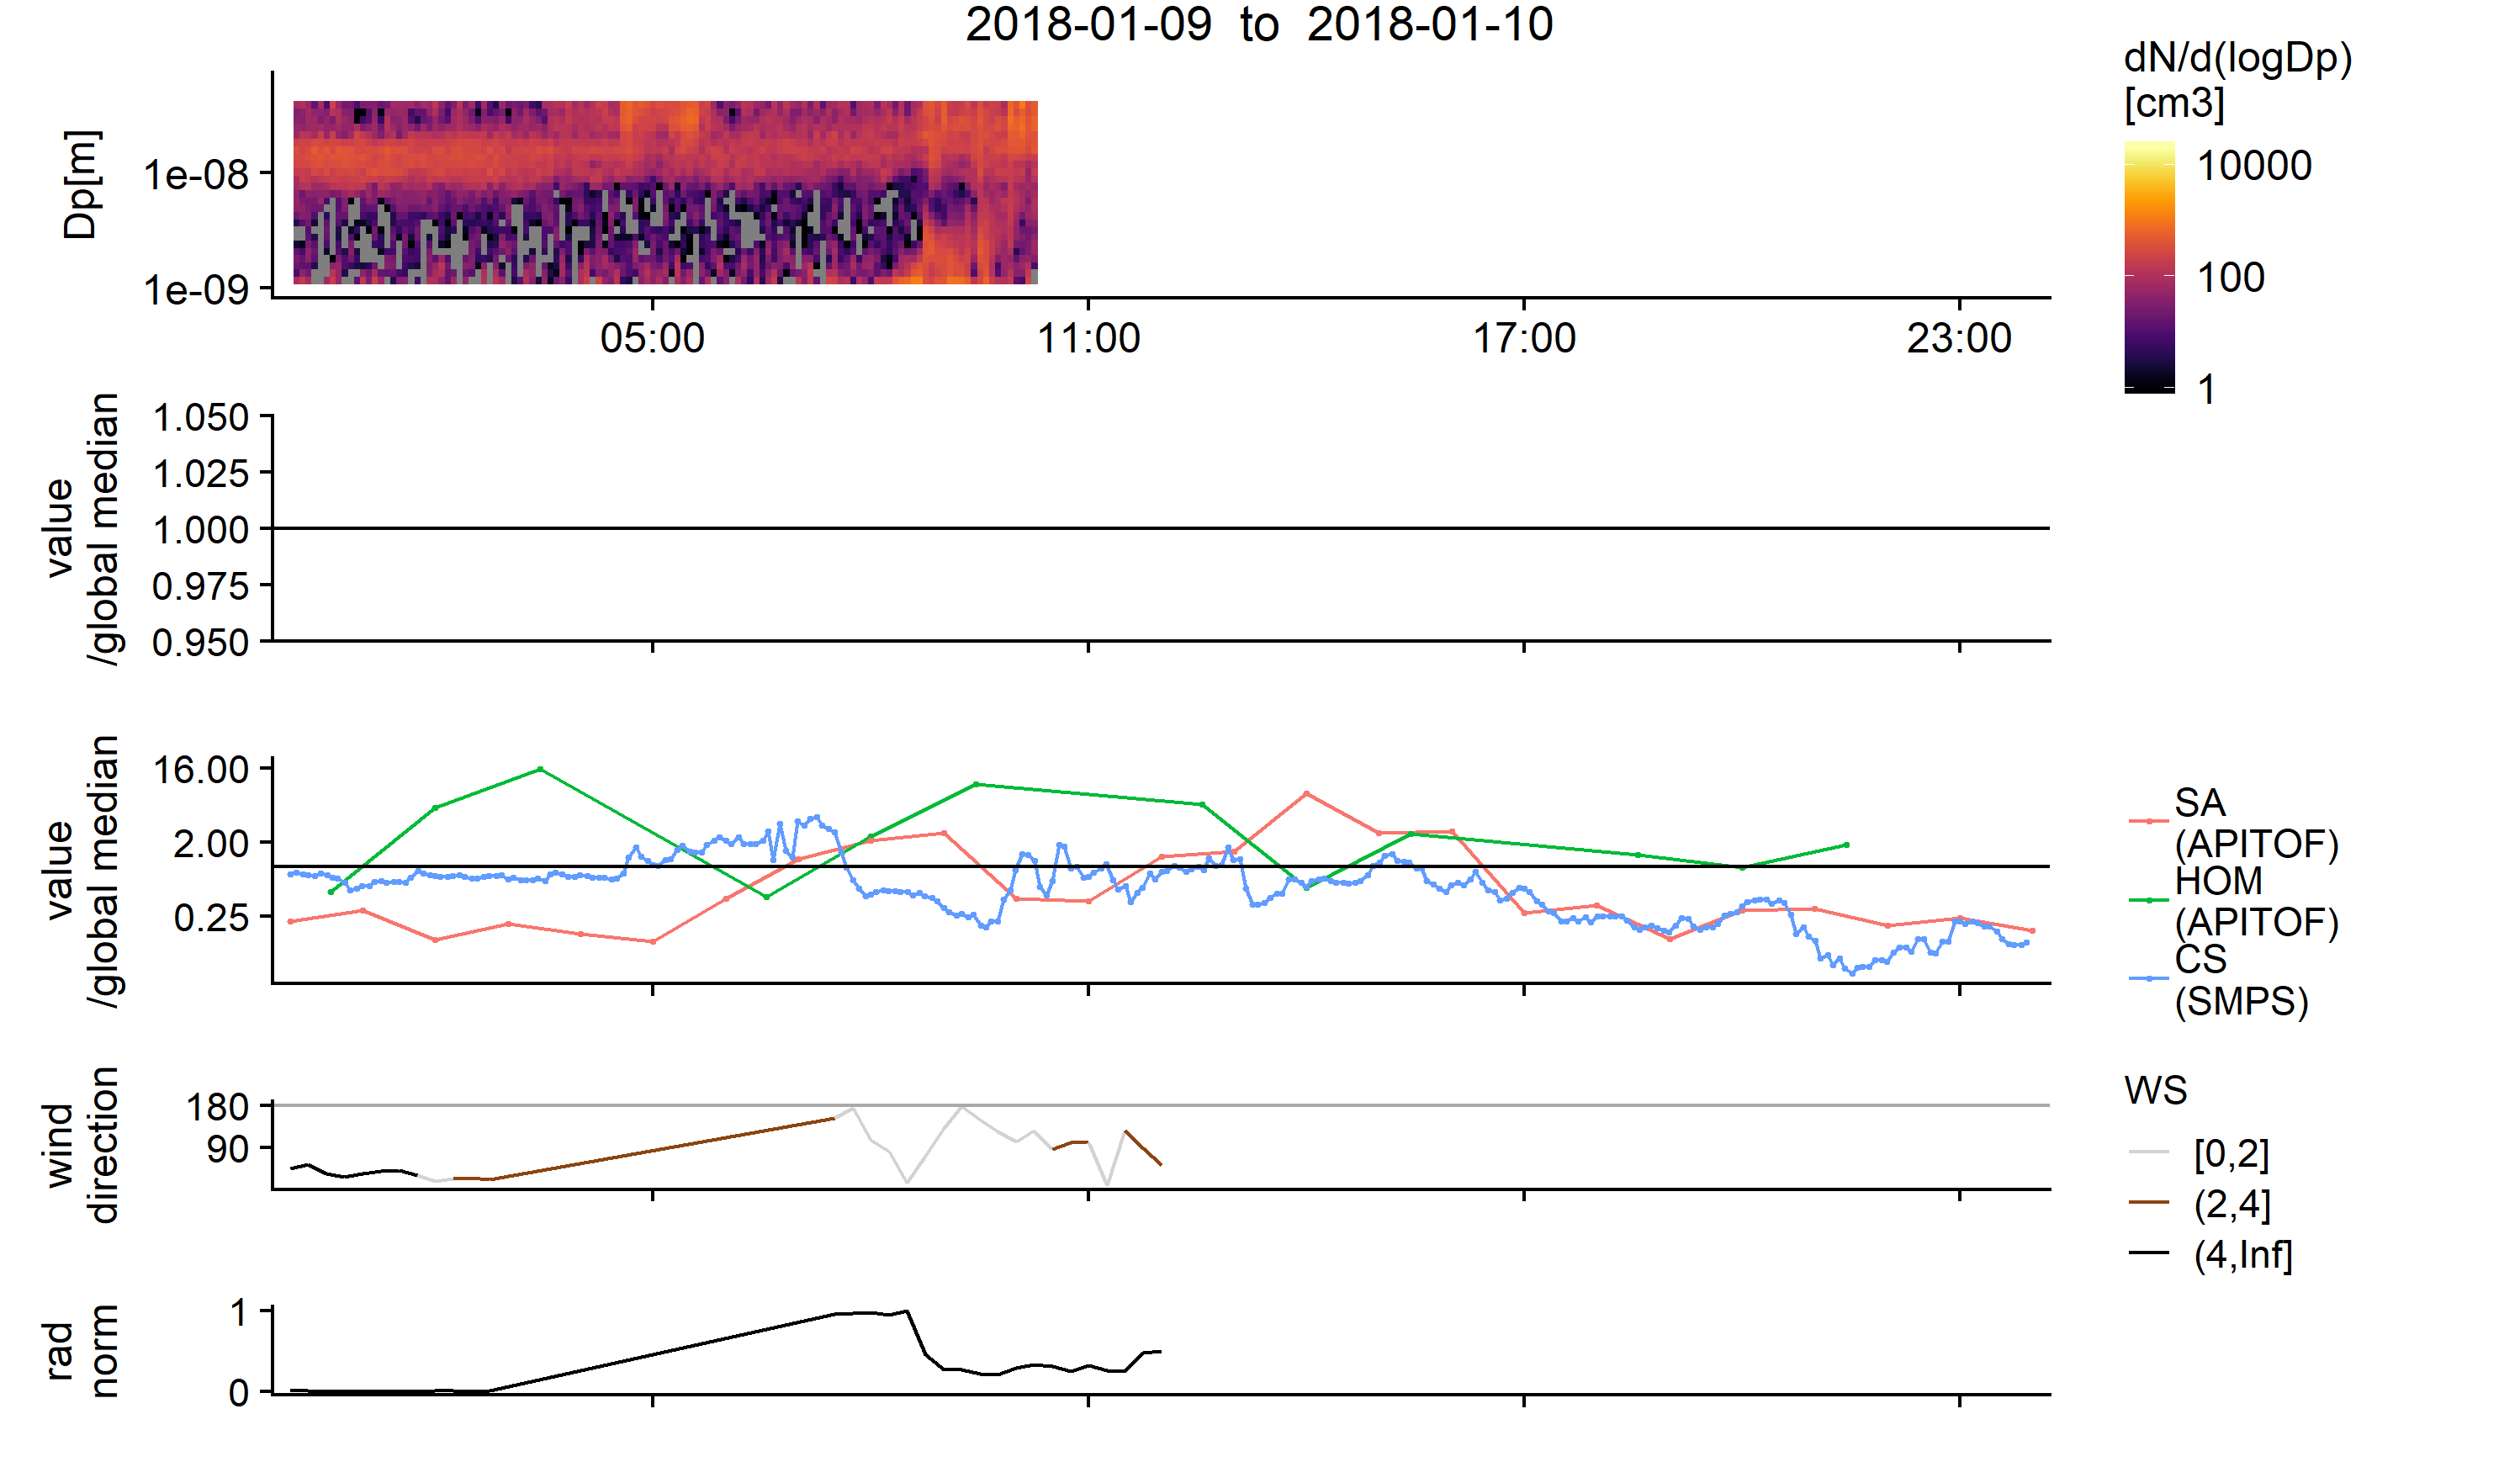 2018-01-09 to 2018-01-10
Dp[m]
1e-08
1e-09
05:00
11:00
17:00
23:00
dN/d(logDp)
[cm3]
10000
100
1
value
/global median
1.050
1.025
1.000
0.975
0.950
value
/global median
16.00
2.00
0.25
SA
(APITOF)
HOM
(APITOF)
CS
(SMPS)
wind
direction
180
90
WS
[0,2]
(2,4]
(4,Inf]
rad
norm
1
0